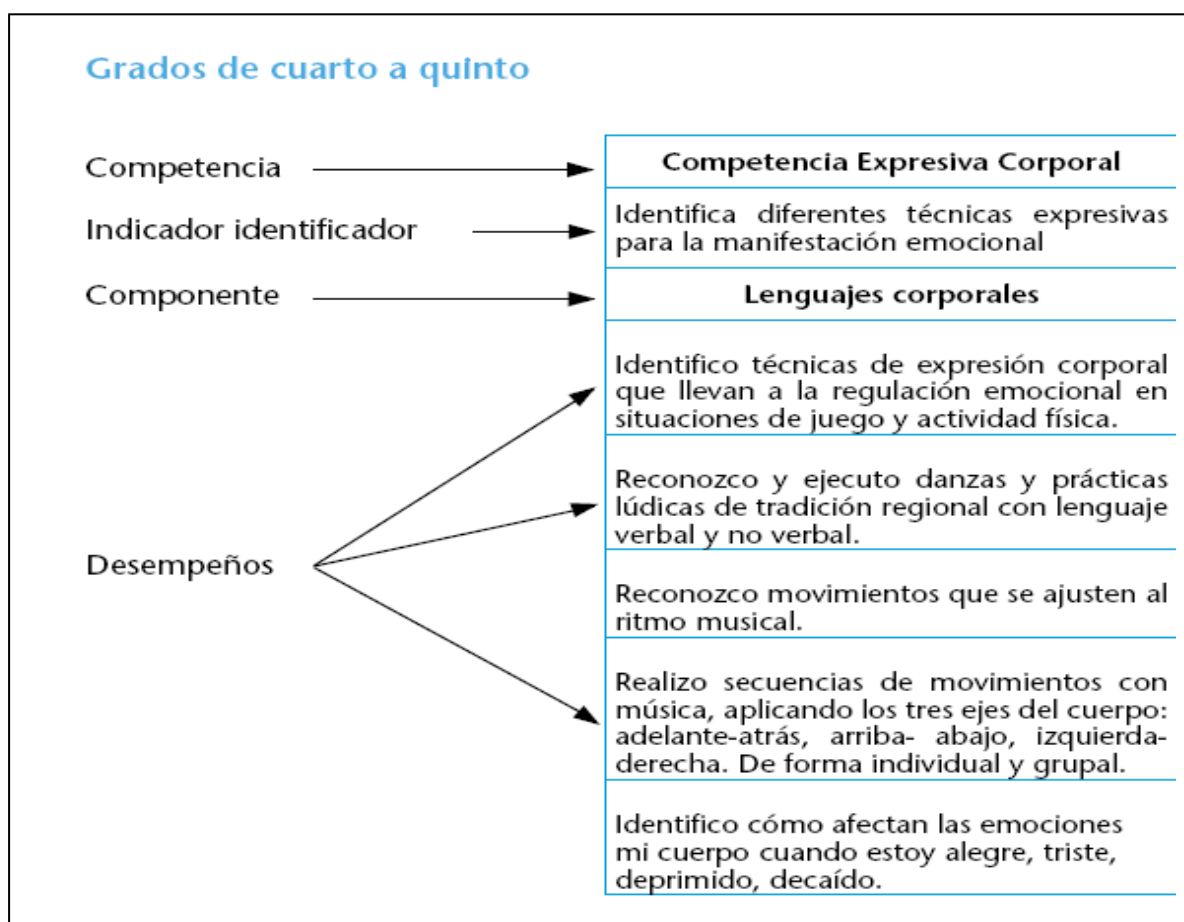 Grados de cuarto a quinto
Competencia
Competencia Expresiva Corporal
Indicador identificador
Identifica diferentes técnicas expresivas
para la manifestación emocional
Componente
Lenguajes corporales
Desempeños
Identifico técnicas de expresión corporal
que llevan a la regulación emocional en
situaciones de juego y actividad física.
Reconozco y ejecuto danzas y prácticas
lúdicas de tradición regional con lenguaje
verbal y no verbal.
Reconozco movimientos que se ajusten al
ritmo musical.
Realizo secuencias de movimientos con
música, aplicando los tres ejes del cuerpo:
adelante-atrás, arriba- abajo, izquierda-
derecha. De forma individual y grupal.
Identifico cómo afectan las emociones
mi cuerpo cuando estoy alegre, triste,
deprimido, decaído.